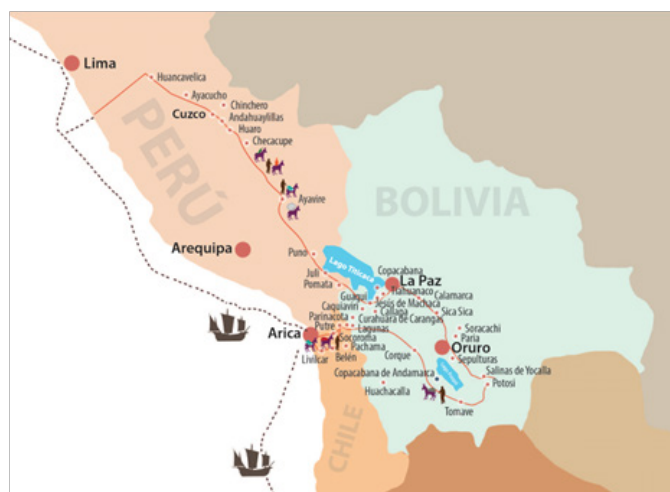 Lima
Huancavelica
Ayacucho
Chinchero
Cuzco
Andahuaylillas
Huaro
Checacupe
PERÚ
BOLIVIA
Ayavire
Arequipa
Puno
Lago Titicaca
Juli
Copacabana
Pomata
La Paz
Tiahuanaco
Guaqui
Calamarca
Jesús de Machaca
Caquiaviri
Callapa
Sica Sica
Parinacota
Curahuara de Carangas
Arica
Putre
Lagunas
Soracachi
Socoroma
Paria
Pachama
Oruro
Livilcar
Belén
Corque
Sepulturas
Copacabana de Andamarca
Salinas de Yocalla
Huachacalla
Potosí
Tomave
CHILE